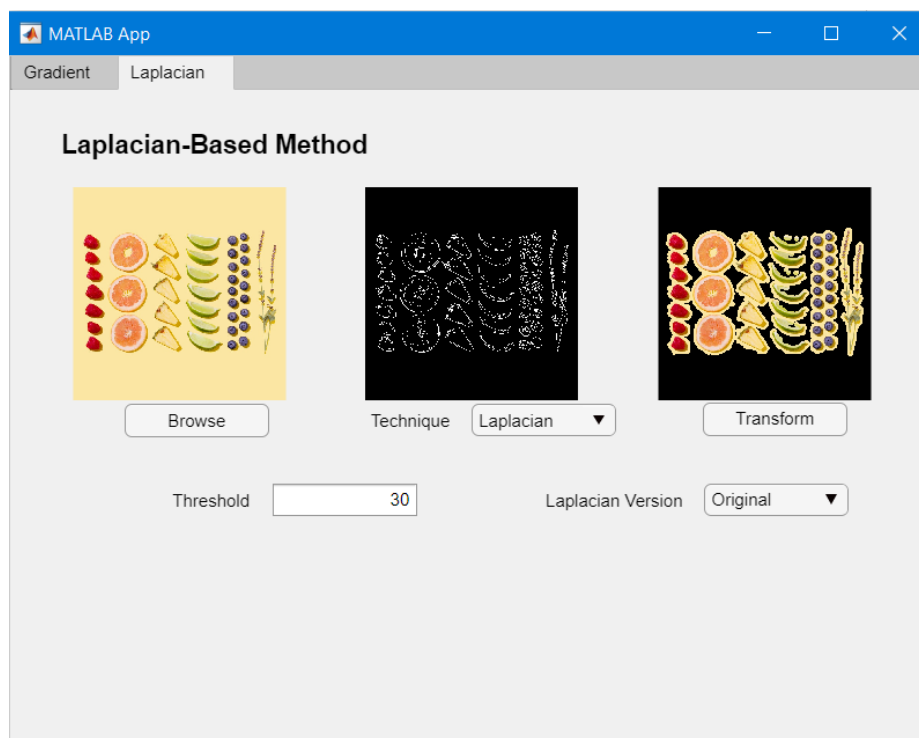 MATLAB App
Gradient Laplacian
Laplacian-Based Method
Browse Technique Laplacian Transform
Threshold 30 Laplacian Version Original